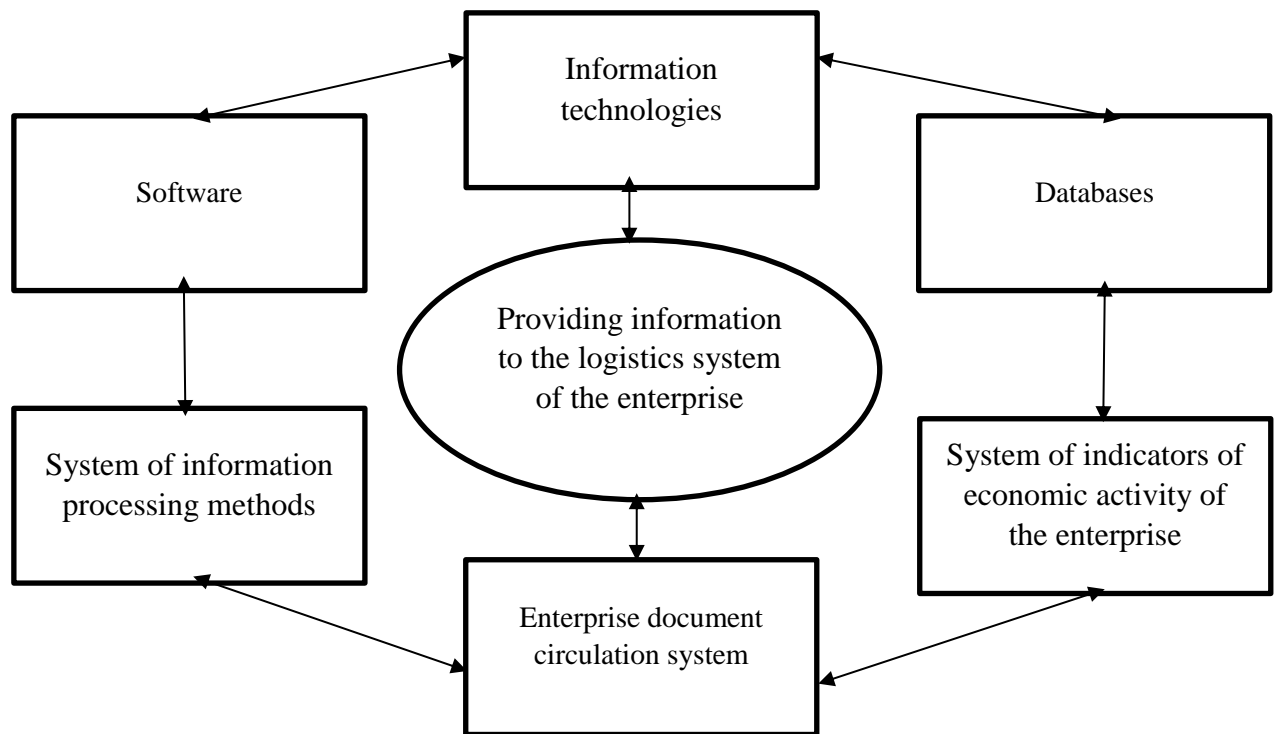 Information
technologies
Software
Databases
Providing information
to the logistics system
of the enterprise
System of information
processing methods
System of indicators of
economic activity of
the enterprise
Enterprise document
circulation system